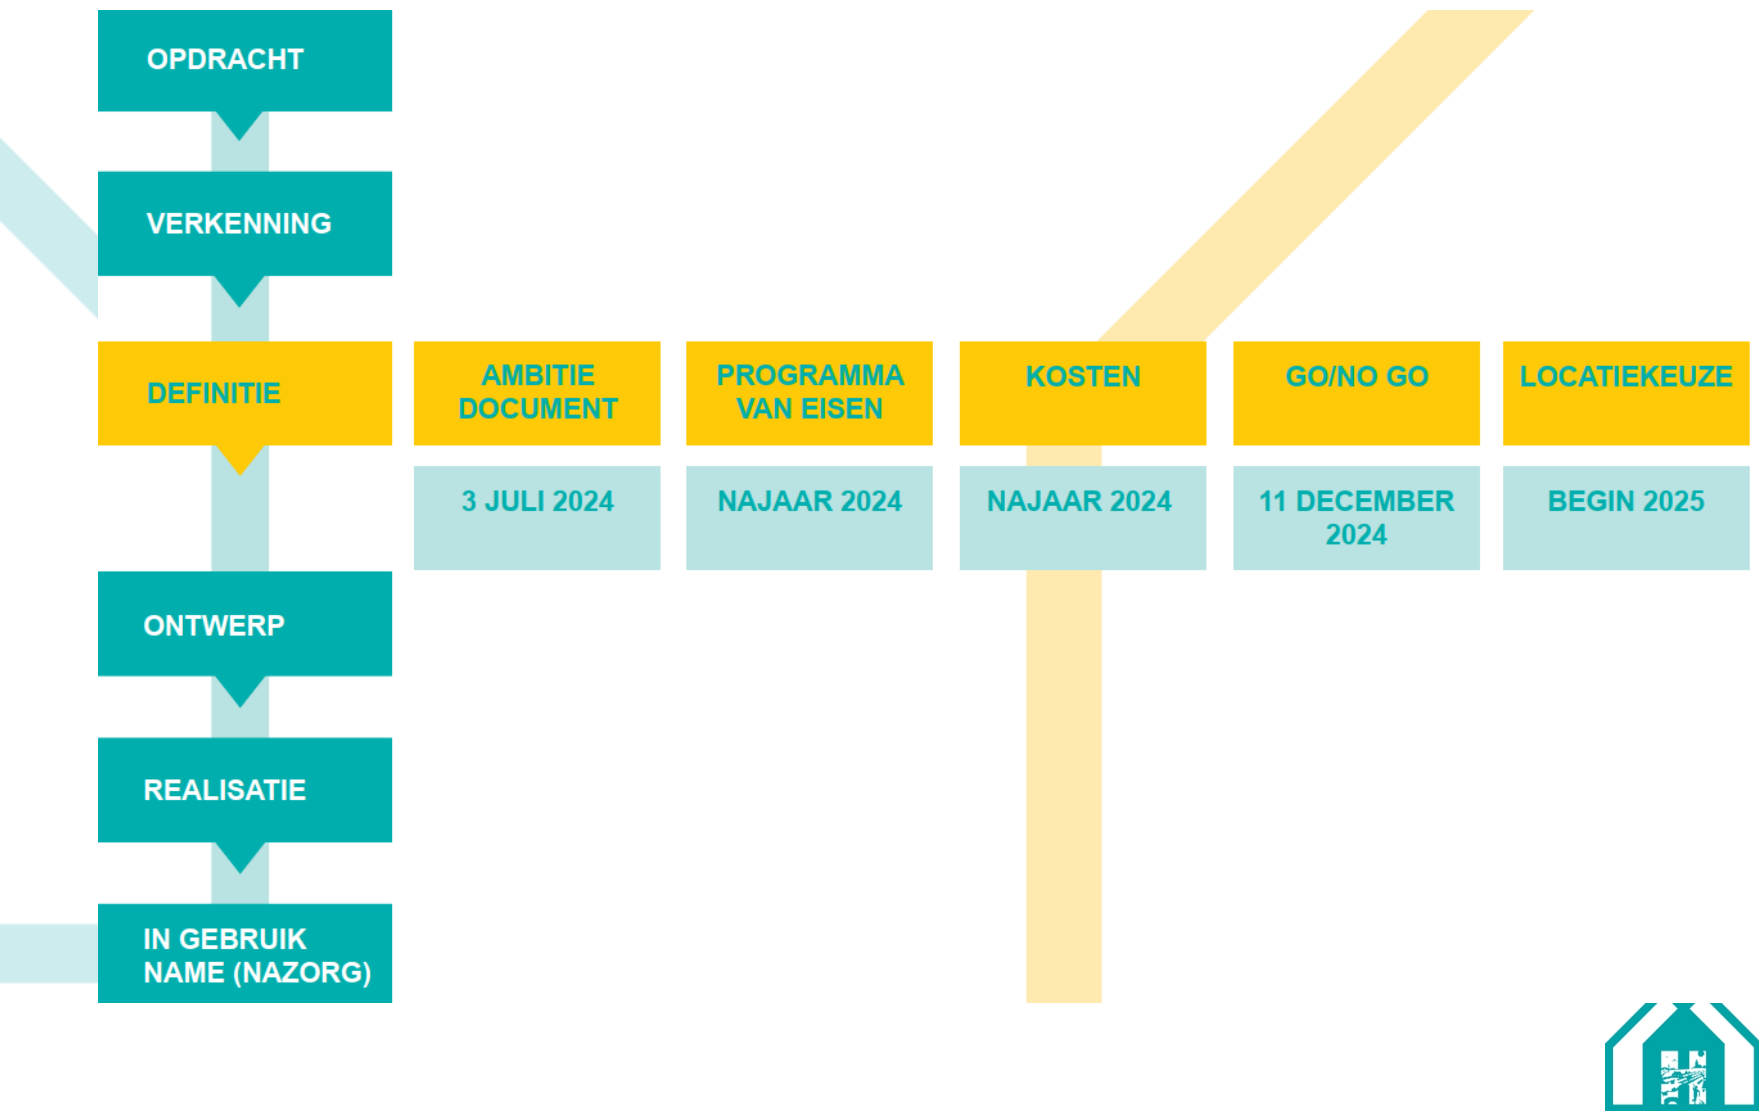 OPDRACHT
VERKENNING
DEFINITIE
AMBITIE
DOCUMENT
PROGRAMMA
VAN EISEN
KOSTEN
GO/NO GO
LOCATIEKEUZE
3 JULI 2024
NAJAAR 2024
NAJAAR 2024
11 DECEMBER
2024
BEGIN 2025
ONTWERP
REALISATIE
IN GEBRUIK
NAME (NAZORG)